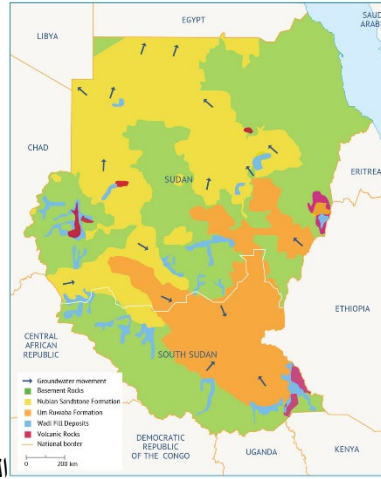 LIBYA
EGYPT
SAUDI
ARAB
CHAD
SUDAN
ERITREA
ETHIOPIA
CENTRAL
AFRICAN
REPUBLIC
SOUTH SUDAN
Groundwater movement
Basement Rocks
Nubian Sandstone Formation
Um Ruwaba Formation
Wadi Fill Deposits
Volcanic Rocks
National border
0 200 km
DEMOCRATIC
REPUBLIC
OF THE CONGO
UGANDA
KENYA